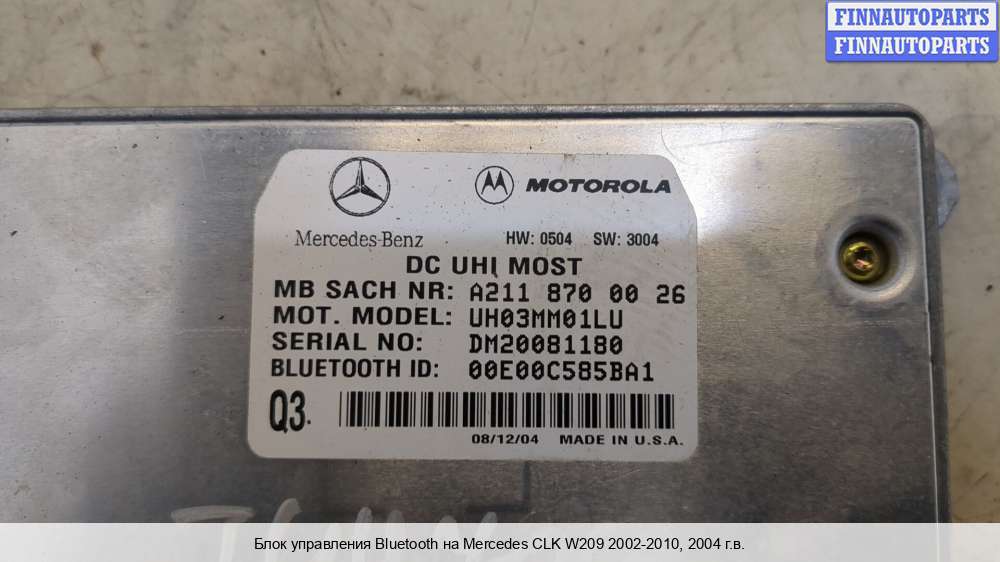 FINNAUTOPARTS
FINNAUTOPARTS
MOTOROLA
Mercedes-Benz
HW: 0504 SW: 3004
DC UHI MOST
MB SACH NR: A211 870 00 26
MOT. MODEL: UH03MM01LU
SERIAL NO: DM20081180
BLUETOOTH ID: 00E00C585BA1
Q3.
08/12/04 MADE IN U.S.A.
Блок управления Bluetooth на Mercedes CLK W209 2002-2010, 2004 г.в.